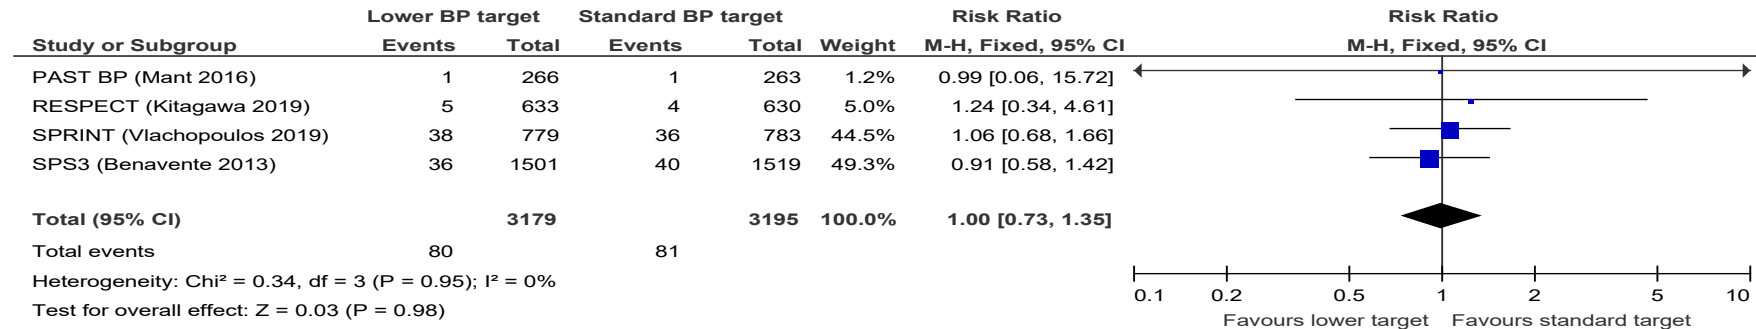 Lower BP target Standard BP target Risk Ratio Risk Ratio
Study or Subgroup Events Total Events Total Weight M-H, Fixed, 95% CI M-H, Fixed, 95% CI
PAST BP (Mant 2016) 1 266 1 263 1.2% 0.99 [0.06, 15.72]
RESPECT (Kitagawa 2019) 5 633 4 630 5.0% 1.24 [0.34, 4.61]
SPRINT (Vlachopoulos 2019) 38 779 36 783 44.5% 1.06 [0.68, 1.66]
SPS3 (Benavente 2013) 36 1501 40 1519 49.3% 0.91 [0.58, 1.42]
Total (95% CI) 3179 3195 100.0% 1.00 [0.73, 1.35]
Total events 80 81
Heterogeneity: Chi² = 0.34, df = 3 (P = 0.95); I² = 0%
Test for overall effect: Z = 0.03 (P = 0.98)
0.1 0.2 0.5 1 2 5 10
Favours lower target Favours standard target